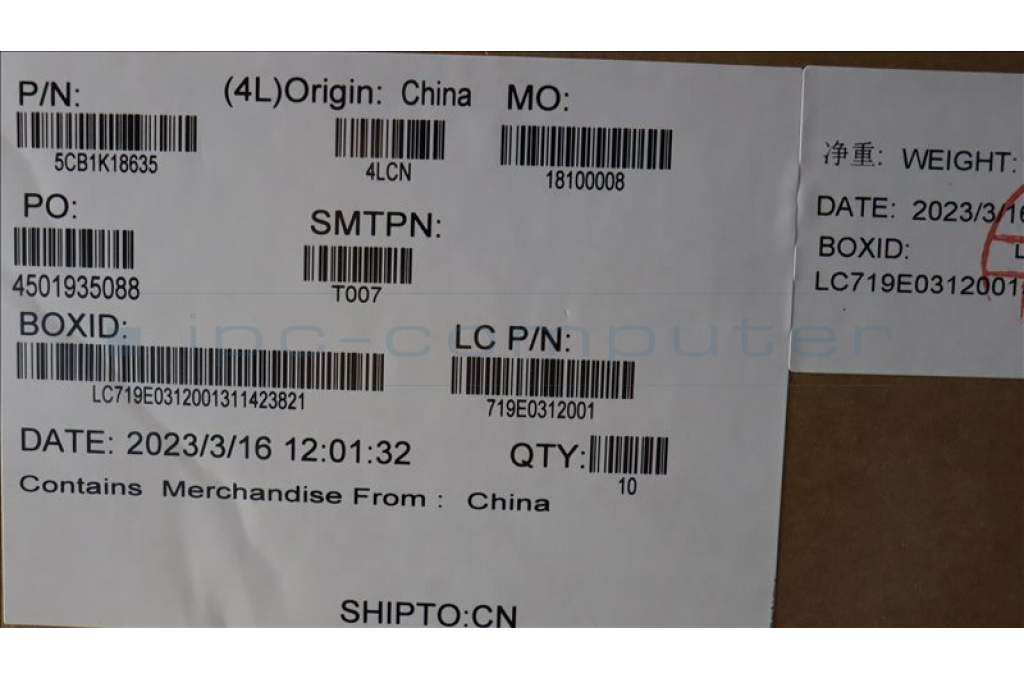 P/N:
(4L)Origin: China
MO:
5CB1K18635
4LCN
18100008
PO:
SMTPN:
4501935088
T007
BOXID:
LC P/N:
LC719E0312001311423821
719E0312001
DATE: 2023/3/16 12:01:32
QTY:
10
Contains Merchandise From : China
SHIPTO:CN
净重: WEIGHT:
DATE: 2023/3/16
BOXID:
LC719E0312001
ipc-computer